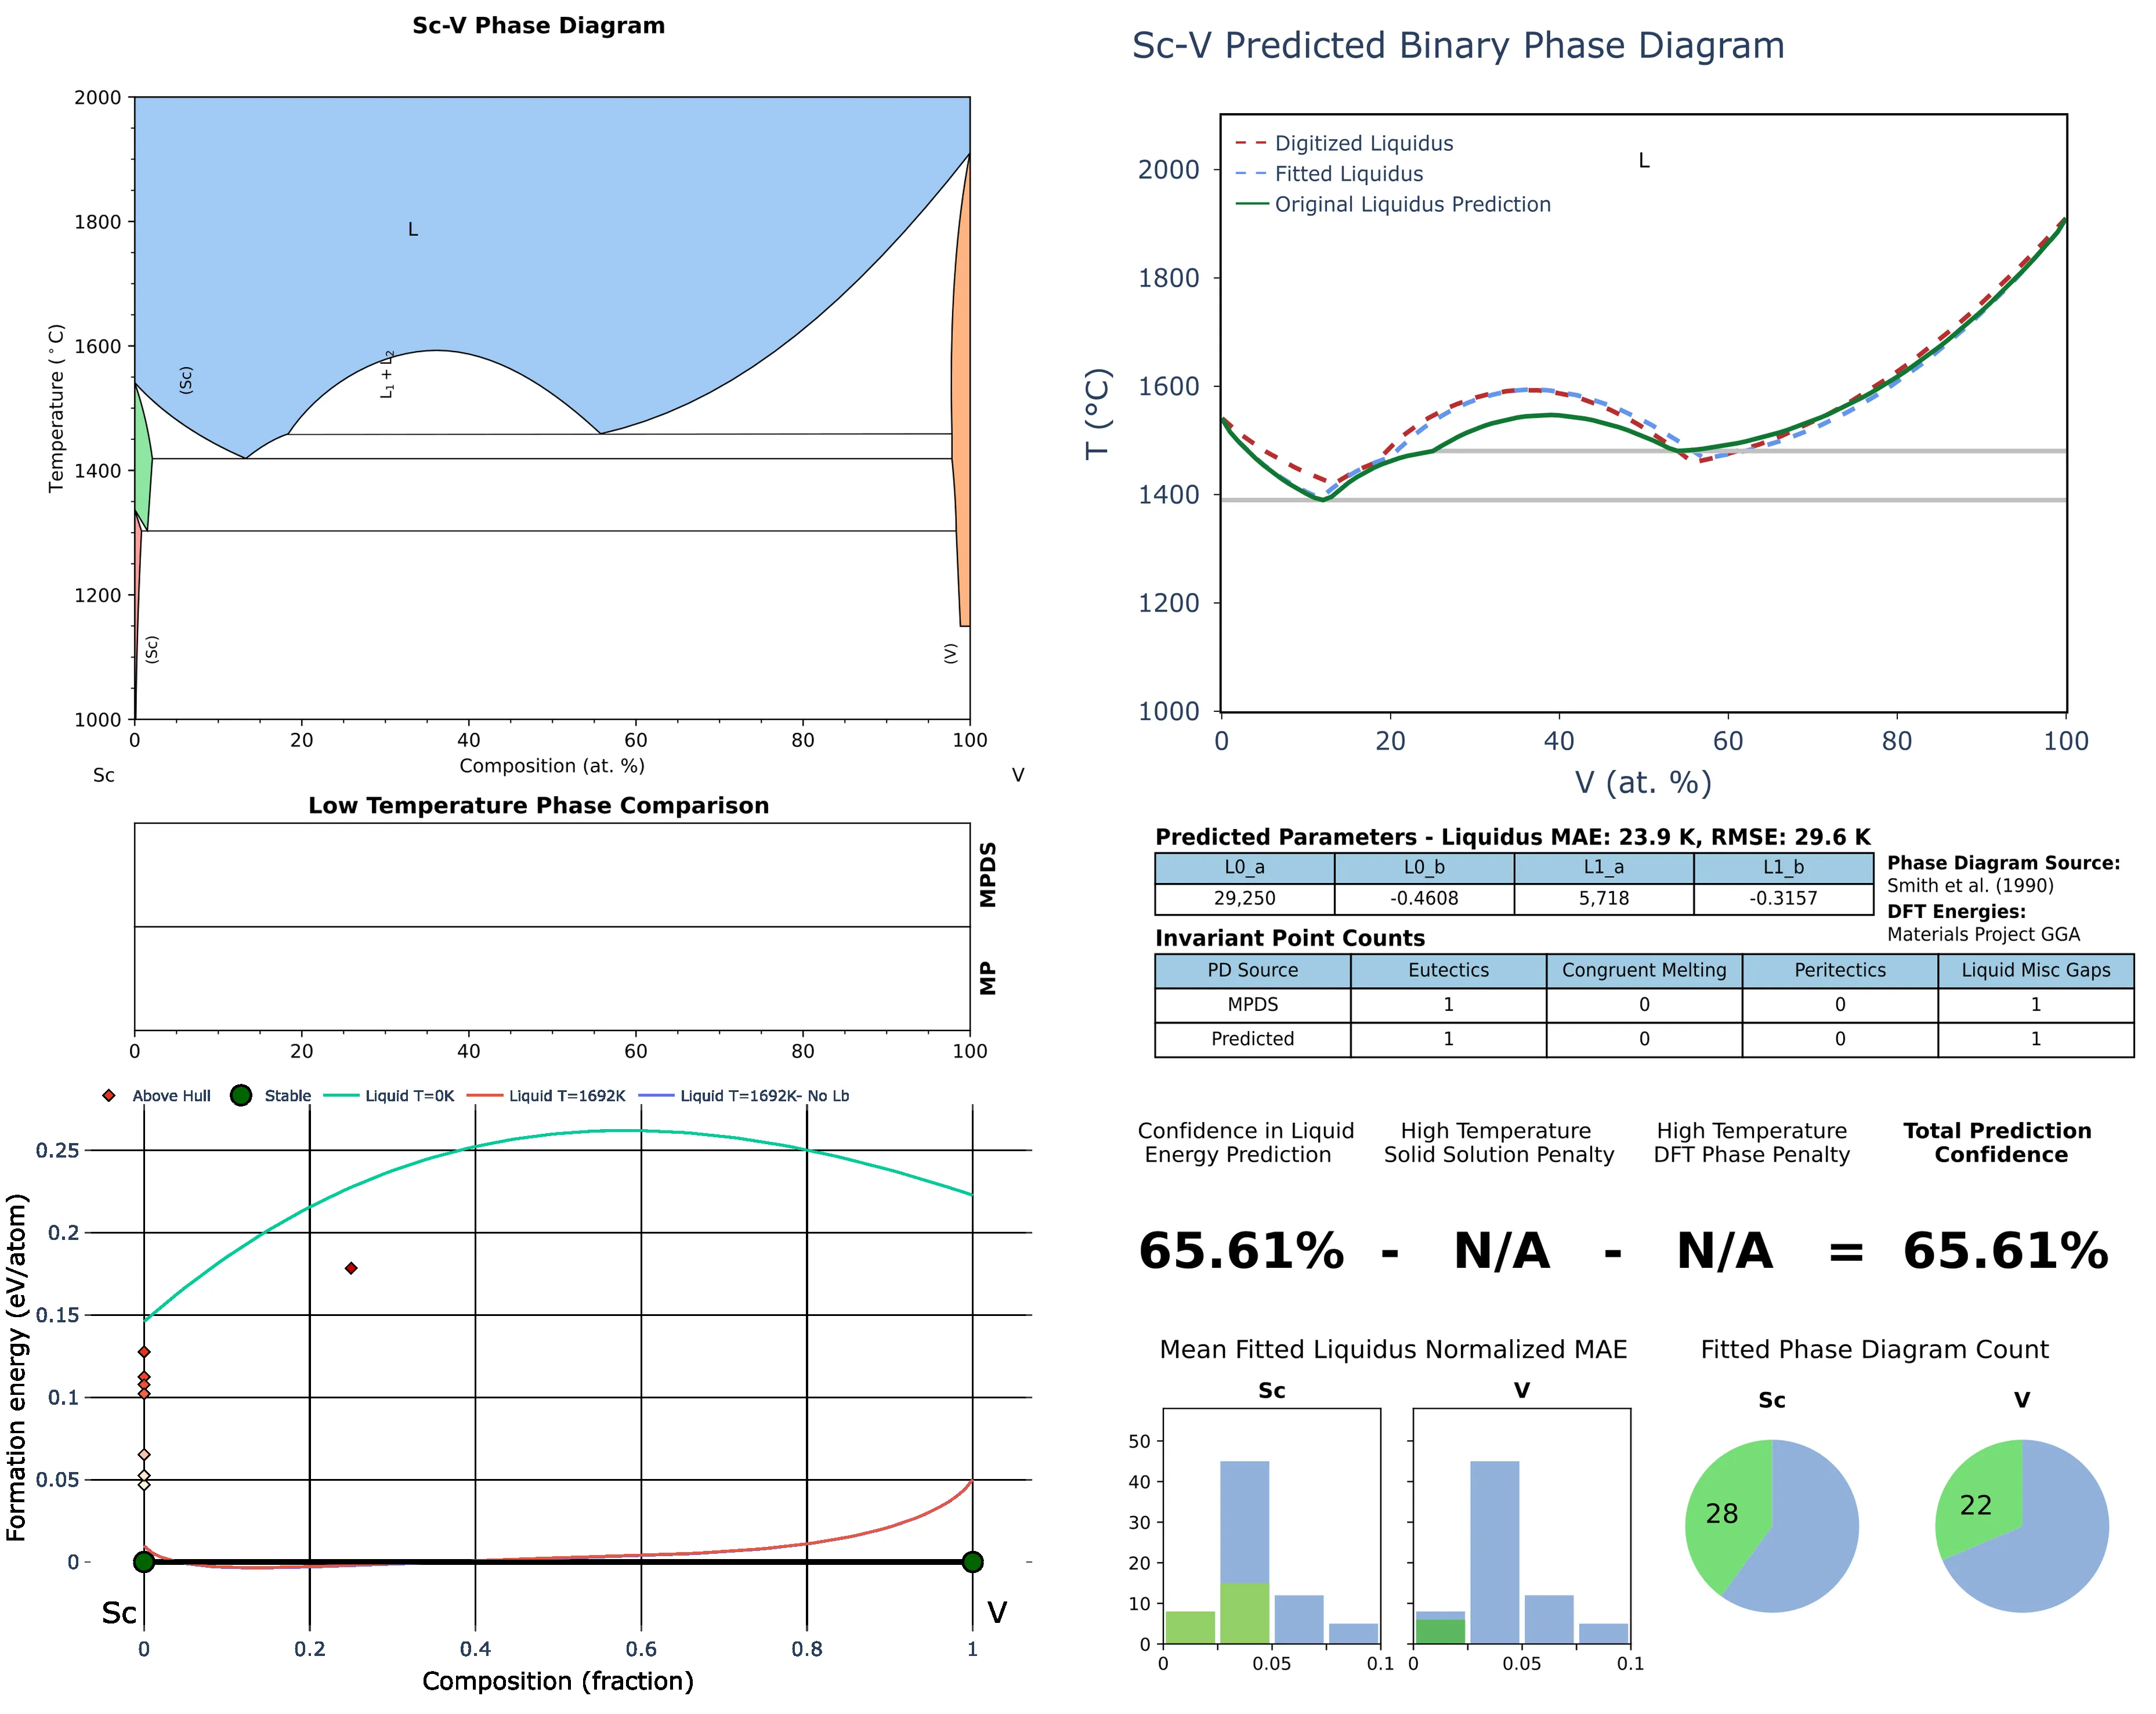 Sc-V Phase Diagram
2000
1800
1600
1400
1200
1000
Temperature (°C)
L
(Sc)
L1 + L2
(Sc)
(V)
0 20 40 60 80 100
Composition (at. %)
Sc V
Low Temperature Phase Comparison
MPDS
MP
0 20 40 60 80 100
Above Hull Stable Liquid T=0K Liquid T=1692K Liquid T=1692K- No Lb
0.25
0.2
0.15
0.1
0.05
0
Formation energy (eV/atom)
Sc V
0 0.2 0.4 0.6 0.8 1
Composition (fraction)
Sc-V Predicted Binary Phase Diagram
Digitized Liquidus
Fitted Liquidus
Original Liquidus Prediction
L
2000
1800
1600
1400
1200
1000
T (°C)
0 20 40 60 80 100
V (at. %)
Predicted Parameters - Liquidus MAE: 23.9 K, RMSE: 29.6 K
L0_a L0_b L1_a L1_b
29,250 -0.4608 5,718 -0.3157
Phase Diagram Source:
Smith et al. (1990)
DFT Energies:
Materials Project GGA
Invariant Point Counts
PD Source Eutectics Congruent Melting Peritectics Liquid Misc Gaps
MPDS 1 0 0 1
Predicted 1 0 0 1
Confidence in Liquid
Energy Prediction
High Temperature
Solid Solution Penalty
High Temperature
DFT Phase Penalty
Total Prediction
Confidence
65.61% - N/A - N/A = 65.61%
Mean Fitted Liquidus Normalized MAE
Sc V
50
40
30
20
10
0
0 0.05 0.1 0 0.05 0.1
Fitted Phase Diagram Count
Sc V
28 22